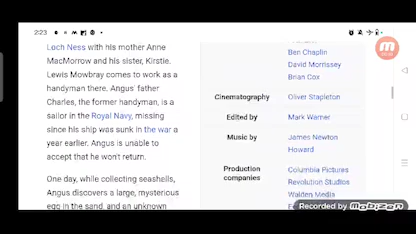 2:23
Loch Ness with his mother Anne
MacMorrow and his sister, Kirstie.
Lewis Mowbray comes to work as a
handyman there. Angus' father
Charles, the former handyman, is a
sailor in the Royal Navy, missing
since his ship was sunk in the war a
year earlier. Angus is unable to
accept that he won't return.
One day, while collecting seashells,
Angus discovers a large, mysterious
egg in the sand, and an unknown
Ben Chaplin
David Morrissey
Brian Cox
Cinematography Oliver Stapleton
Edited by Mark Warner
Music by James Newton
Howard
Production
companies
Columbia Pictures
Revolution Studios
Walden Media
Recorded by
Mobizen